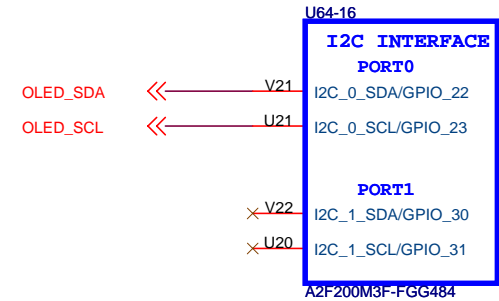 U64-16
I2C INTERFACE
PORT0
OLED_SDA V21 I2C_0_SDA/GPIO_22
OLED_SCL U21 I2C_0_SCL/GPIO_23
PORT1
V22 I2C_1_SDA/GPIO_30
U20 I2C_1_SCL/GPIO_31
A2F200M3F-FGG484